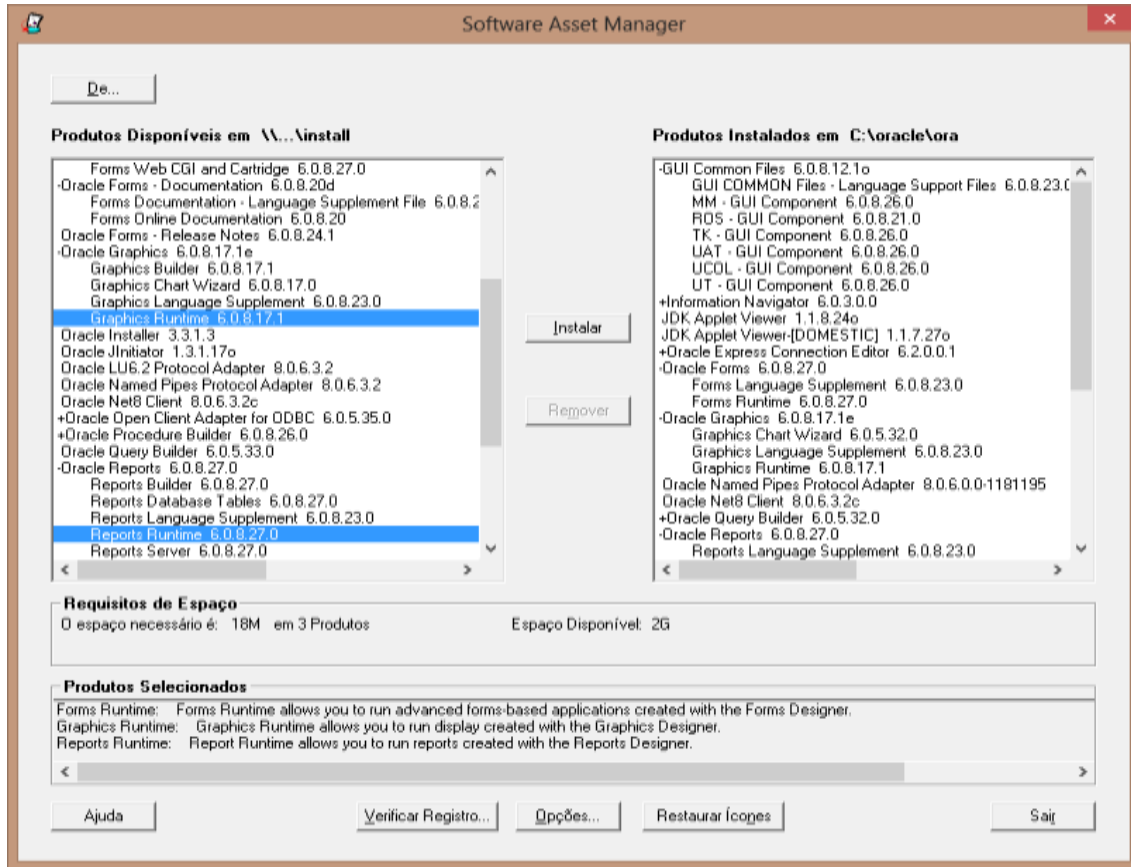 Software Asset Manager
De...
Produtos Disponíveis em \\...\install
Forms Web CGI and Cartridge 6.0.8.27.0
-Oracle Forms - Documentation 6.0.8.20d
Forms Documentation - Language Supplement File 6.0.8.2
Forms Online Documentation 6.0.8.20
Oracle Forms - Release Notes 6.0.8.24.1
-Oracle Graphics 6.0.8.17.1e
Graphics Builder 6.0.8.17.1
Graphics Chart Wizard 6.0.8.17.0
Graphics Language Supplement 6.0.8.23.0
Graphics Runtime 6.0.8.17.1
Oracle Installer 3.3.1.3
Oracle JInitiator 1.3.1.17o
Oracle LU6.2 Protocol Adapter 8.0.6.3.2
Oracle Named Pipes Protocol Adapter 8.0.6.3.2
Oracle Net8 Client 8.0.6.3.2c
+Oracle Open Client Adapter for ODBC 6.0.5.35.0
+Oracle Procedure Builder 6.0.8.26.0
Oracle Query Builder 6.0.5.33.0
-Oracle Reports 6.0.8.27.0
Reports Builder 6.0.8.27.0
Reports Database Tables 6.0.8.27.0
Reports Language Supplement 6.0.8.23.0
Reports Runtime 6.0.8.27.0
Reports Server 6.0.8.27.0
Instalar
Remover
Produtos Instalados em C:\oracle\ora
-GUI Common Files 6.0.8.12.1o
GUI COMMON Files - Language Support Files 6.0.8.23.0
MM - GUI Component 6.0.8.26.0
ROS - GUI Component 6.0.8.21.0
TK - GUI Component 6.0.8.26.0
UAT - GUI Component 6.0.8.26.0
UCOL - GUI Component 6.0.8.26.0
UT - GUI Component 6.0.8.26.0
+Information Navigator 6.0.3.0.0
JDK Applet Viewer 1.1.8.24o
JDK Applet Viewer-[DOMESTIC] 1.1.7.27o
+Oracle Express Connection Editor 6.2.0.0.1
-Oracle Forms 6.0.8.27.0
Forms Language Supplement 6.0.8.23.0
Forms Runtime 6.0.8.27.0
-Oracle Graphics 6.0.8.17.1e
Graphics Chart Wizard 6.0.5.32.0
Graphics Language Supplement 6.0.8.23.0
Graphics Runtime 6.0.8.17.1
Oracle Named Pipes Protocol Adapter 8.0.6.0.0-1181195
Oracle Net8 Client 8.0.6.3.2c
+Oracle Query Builder 6.0.5.32.0
-Oracle Reports 6.0.8.27.0
Reports Language Supplement 6.0.8.23.0
Requisitos de Espaço
O espaço necessário é: 18M em 3 Produtos Espaço Disponível: 2G
Produtos Selecionados
Forms Runtime: Forms Runtime allows you to run advanced forms-based applications created with the Forms Designer.
Graphics Runtime: Graphics Runtime allows you to run display created with the Graphics Designer.
Reports Runtime: Report Runtime allows you to run reports created with the Reports Designer.
Ajuda Verificar Registro... Opções... Restaurar Ícones Sair